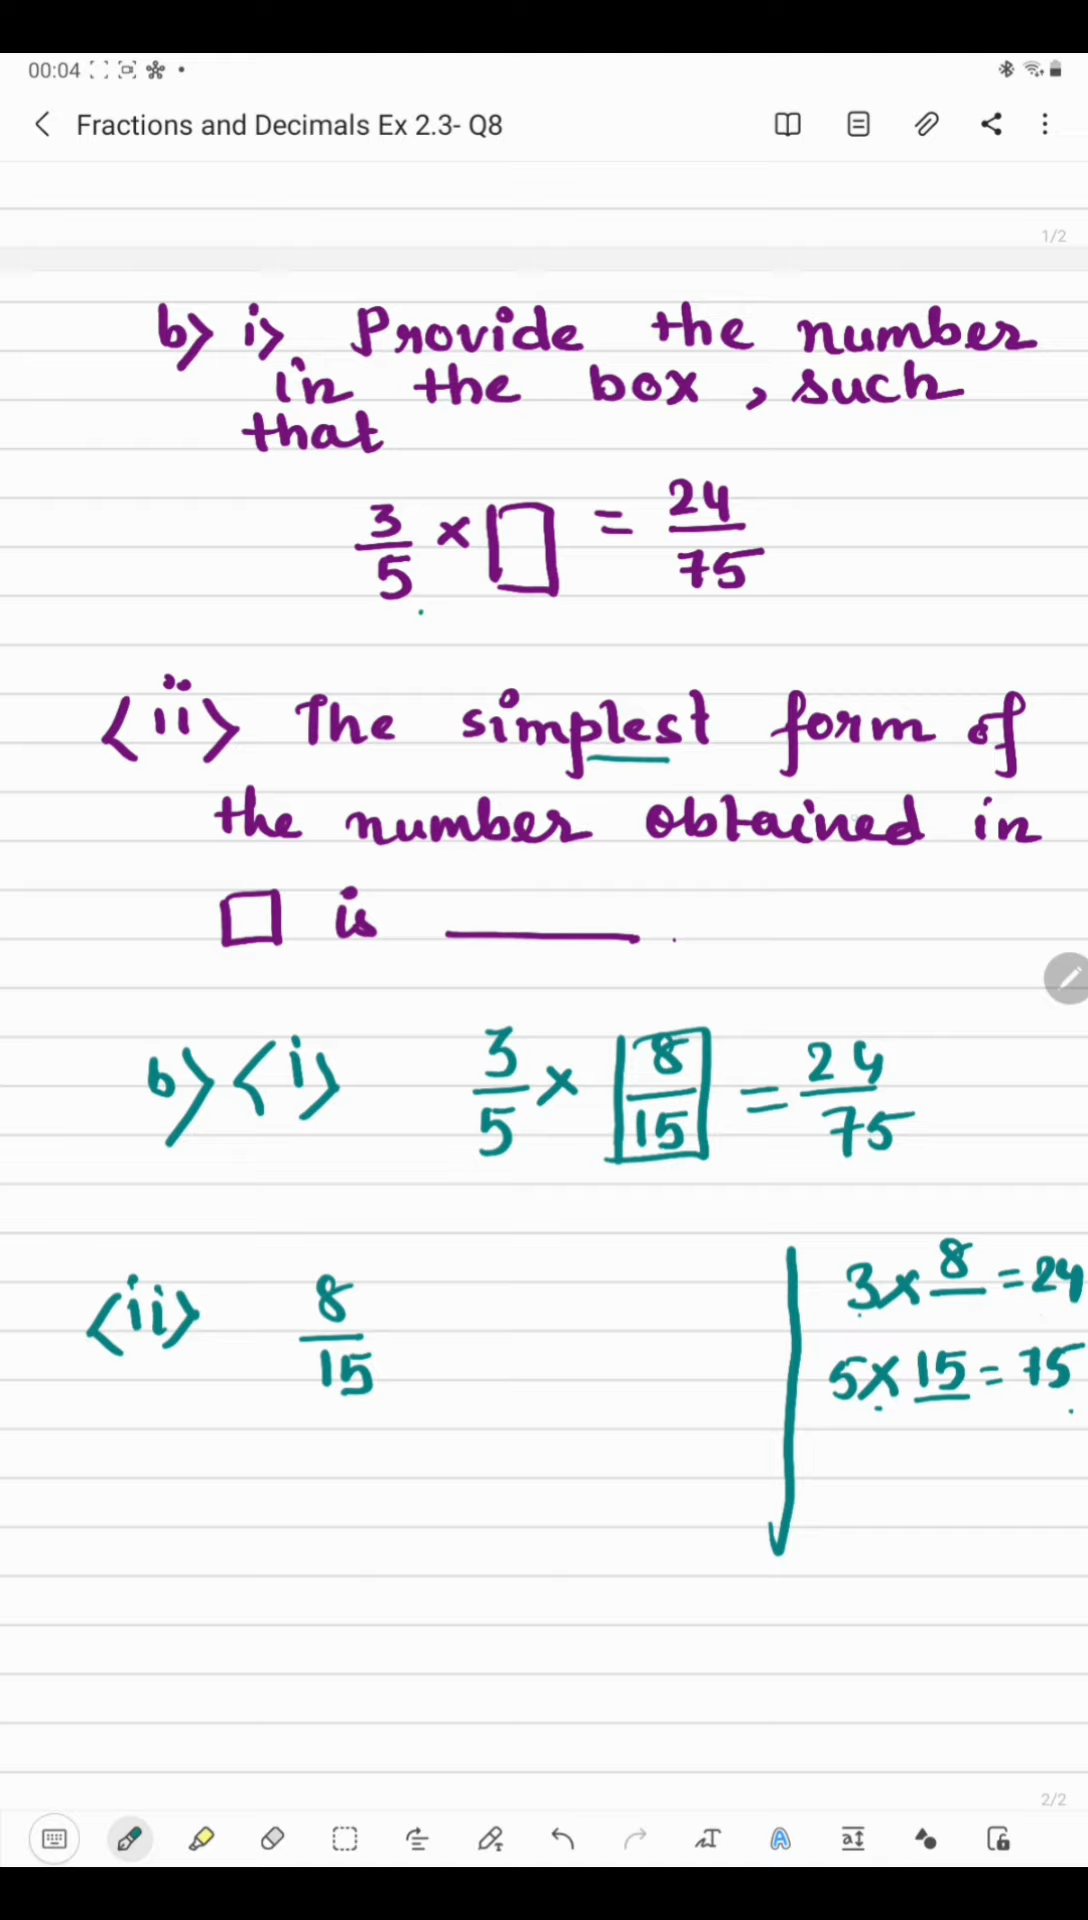 00:04
Fractions and Decimals Ex 2.3- Q8
1/2
b) i) Provide the number
in the box, such
that
3/5 × □ = 24/75
<ii> The simplest form of
the number obtained in
□ is ______.
b) <i> 3/5 × 8/15 = 24/75
<ii> 8/15
3 × 8 = 24
5 × 15 = 75
2/2